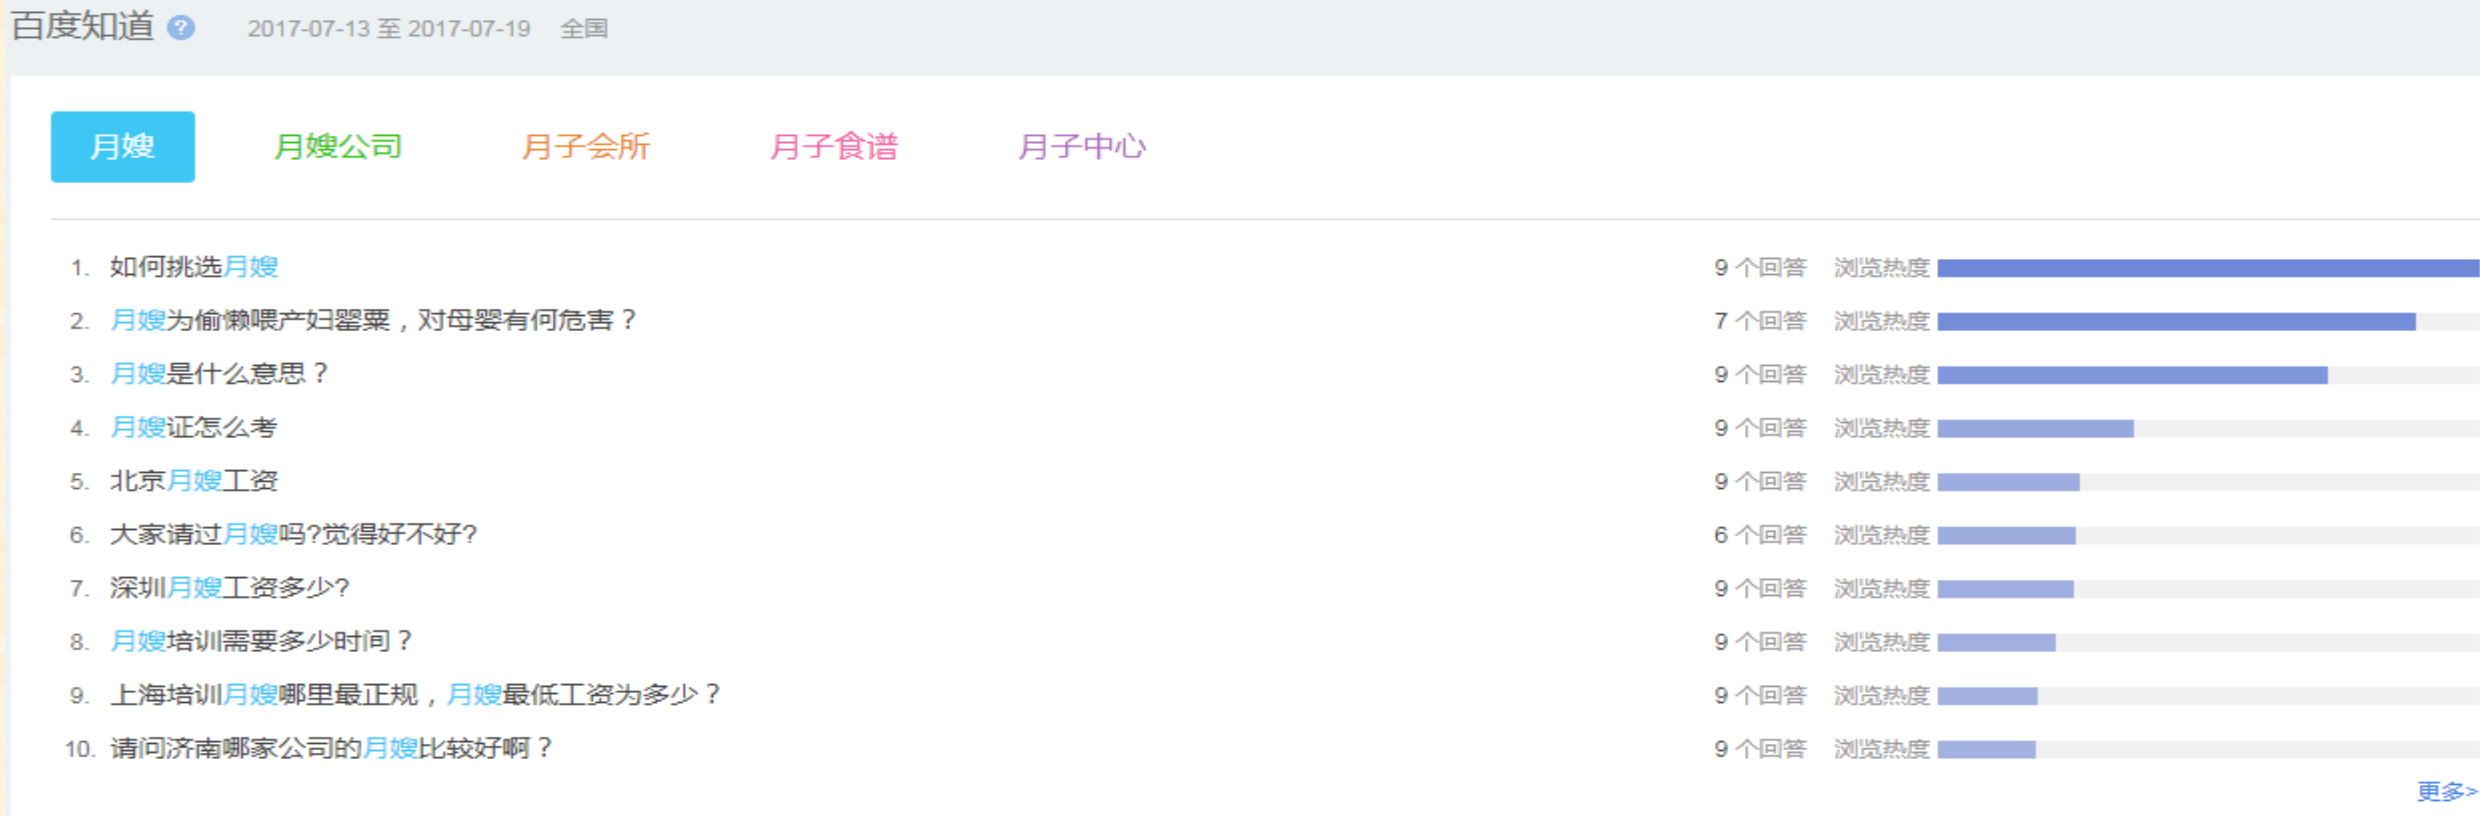 百度知道 ? 2017-07-13 至 2017-07-19 全国
月嫂 月嫂公司 月子会所 月子食谱 月子中心
1. 如何挑选月嫂 9 个回答 浏览热度
2. 月嫂为偷懒喂产妇罂粟，对母婴有何危害？ 7 个回答 浏览热度
3. 月嫂是什么意思？ 9 个回答 浏览热度
4. 月嫂证怎么考 9 个回答 浏览热度
5. 北京月嫂工资 9 个回答 浏览热度
6. 大家请过月嫂吗?觉得好不好? 6 个回答 浏览热度
7. 深圳月嫂工资多少? 9 个回答 浏览热度
8. 月嫂培训需要多少时间？ 9 个回答 浏览热度
9. 上海培训月嫂哪里最正规，月嫂最低工资为多少？ 9 个回答 浏览热度
10. 请问济南哪家公司的月嫂比较好啊？ 9 个回答 浏览热度
更多>